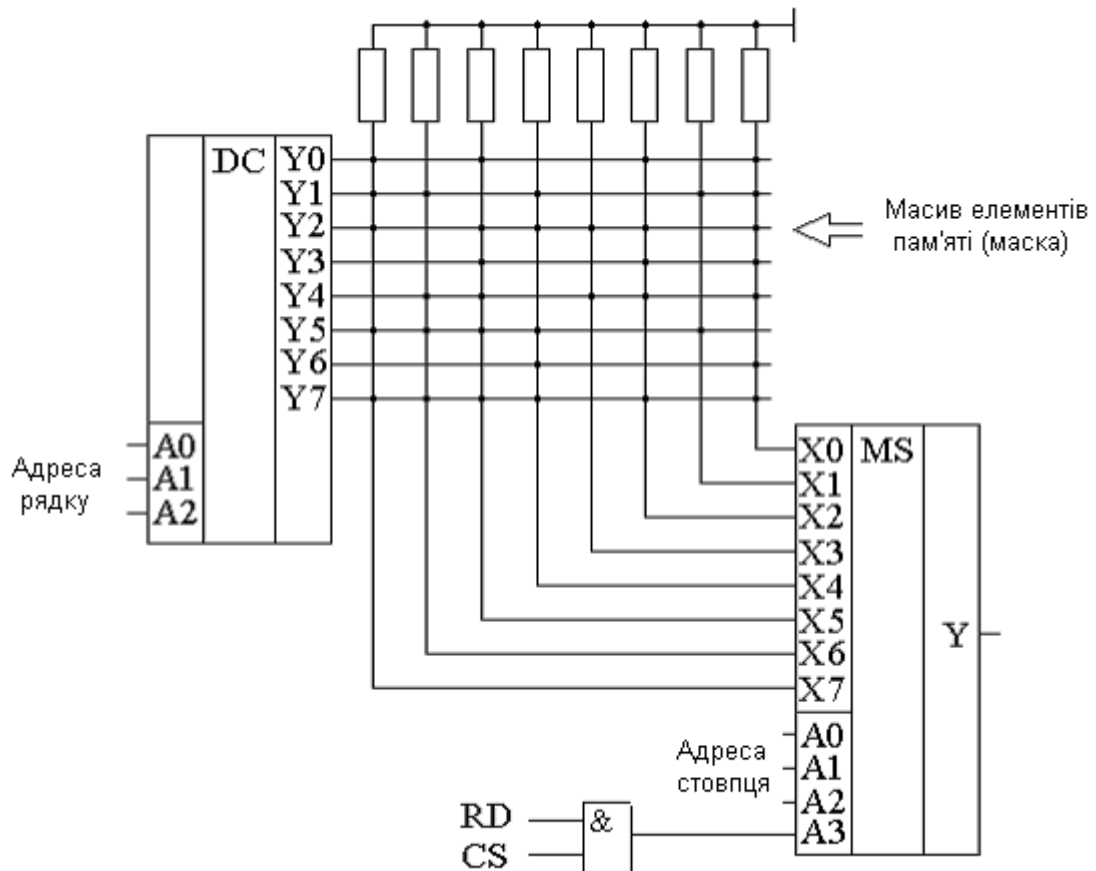 DC
Y0
Y1
Y2
Y3
Y4
Y5
Y6
Y7
A0
A1
A2
Адреса
рядку
Масив елементів
пам'яті (маска)
MS
X0
X1
X2
X3
X4
X5
X6
X7
Y
A0
A1
A2
A3
Адреса
стовпця
RD
CS
&